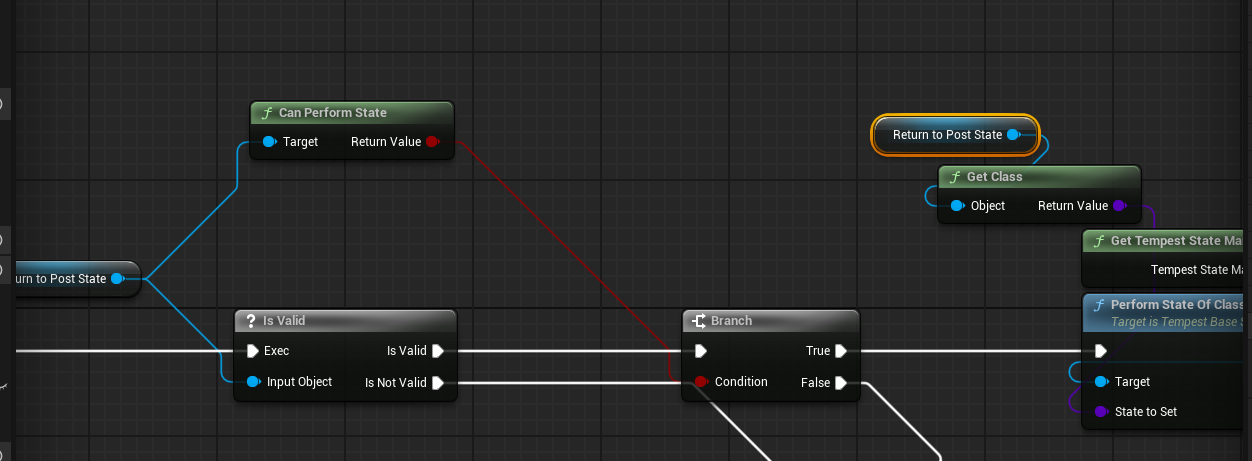 Can Perform State
Target
Return Value
Return to Post State
Get Class
Object
Return Value
Get Tempest State Ma
Tempest State Ma
urn to Post State
Perform State Of Class
Target is Tempest Base S
? Is Valid
Exec
Is Valid
Input Object
Is Not Valid
Branch
True
Condition
False
Target
State to Set